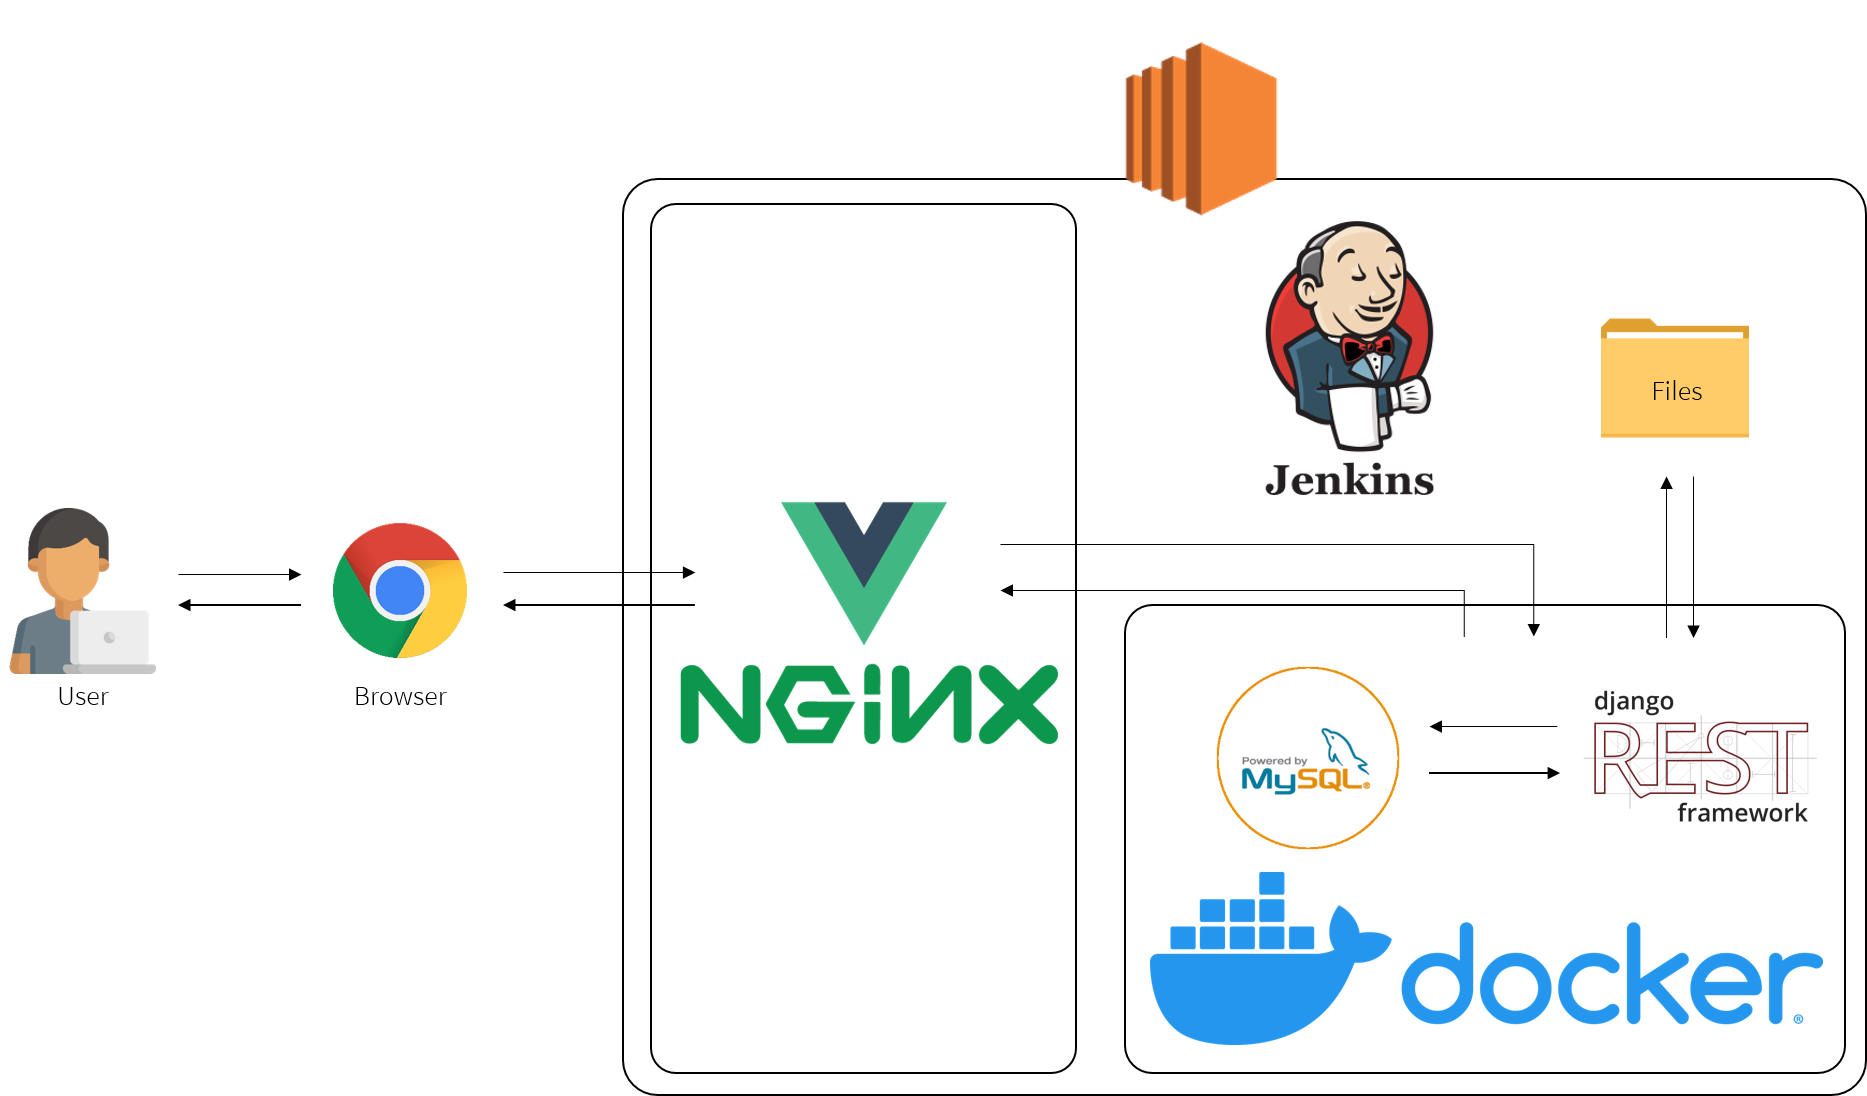 Jenkins
Files
User
Browser
NGiNX
Powered by
MySQL®
django
REST
framework
docker®